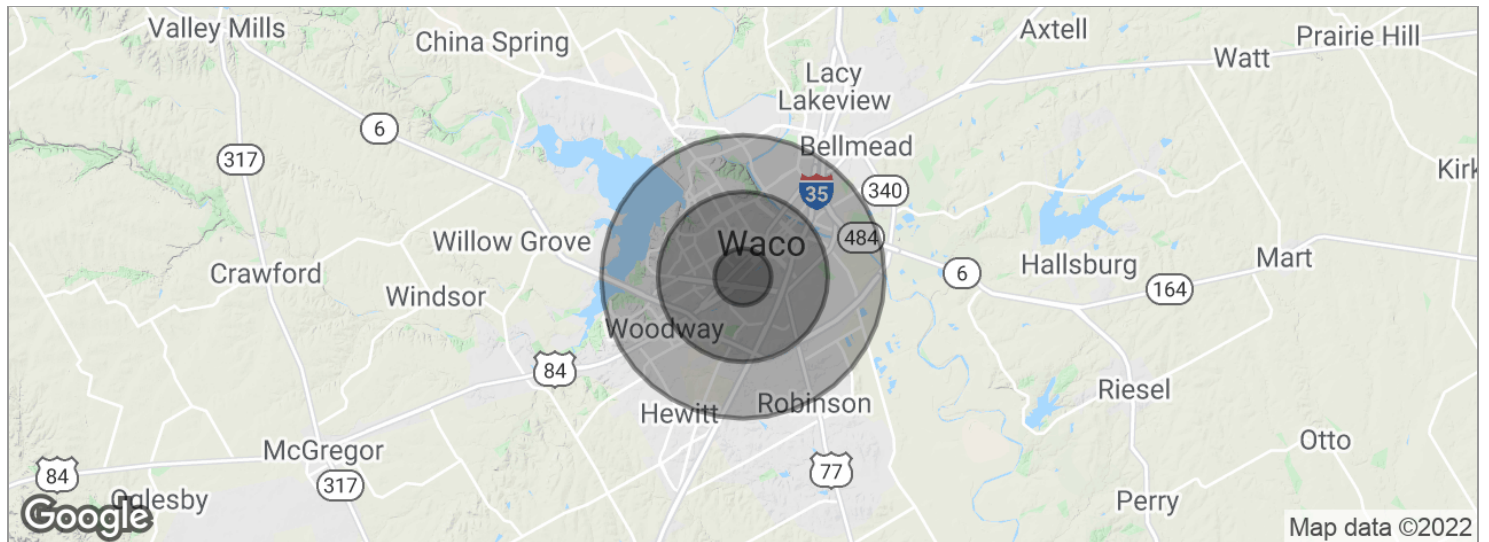 Valley Mills
China Spring
Axtell
Prairie Hill
Watt
Lacy
Lakeview
6
Bellmead
317
Kirk
35
340
Willow Grove
Waco
484
Crawford
6
Hallsburg
Mart
Windsor
164
Woodway
84
Riesel
Hewitt
Robinson
McGregor
Otto
84
317
77
Oglesby
Perry
Google
Map data ©2022